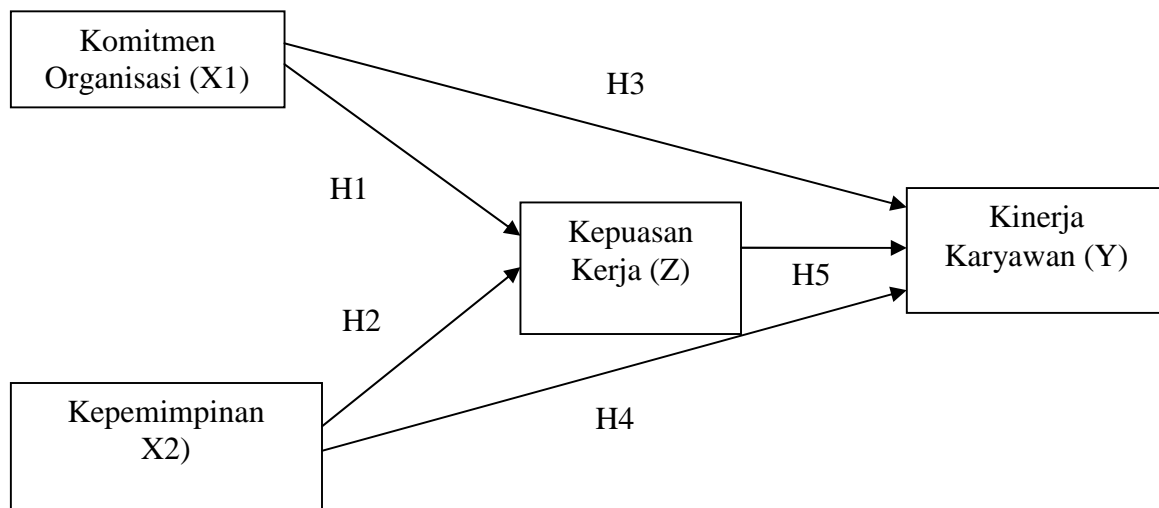 Komitmen
Organisasi (X1)
H3
H1
Kinerja
Karyawan (Y)
Kepuasan
Kerja (Z)
H5
H2
Kepemimpinan
X2)
H4